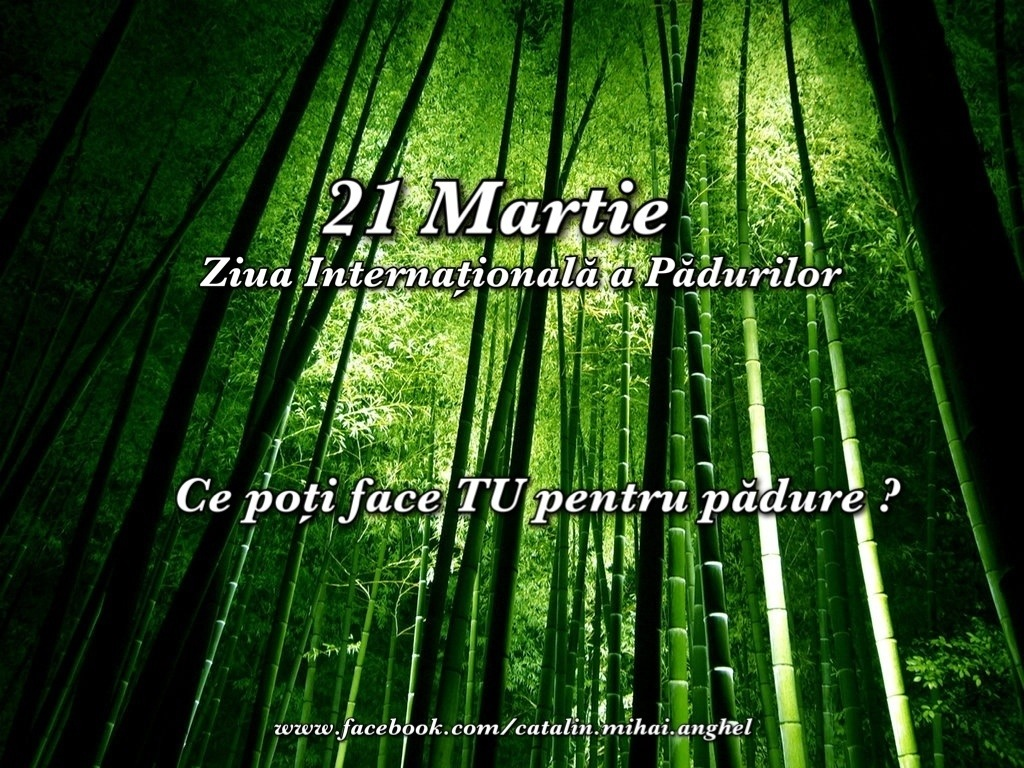 21 Martie
Ziua Internațională a Pădurilor
Ce poți face TU pentru pădure ?
www.facebook.com/catalin.mihai.anghel